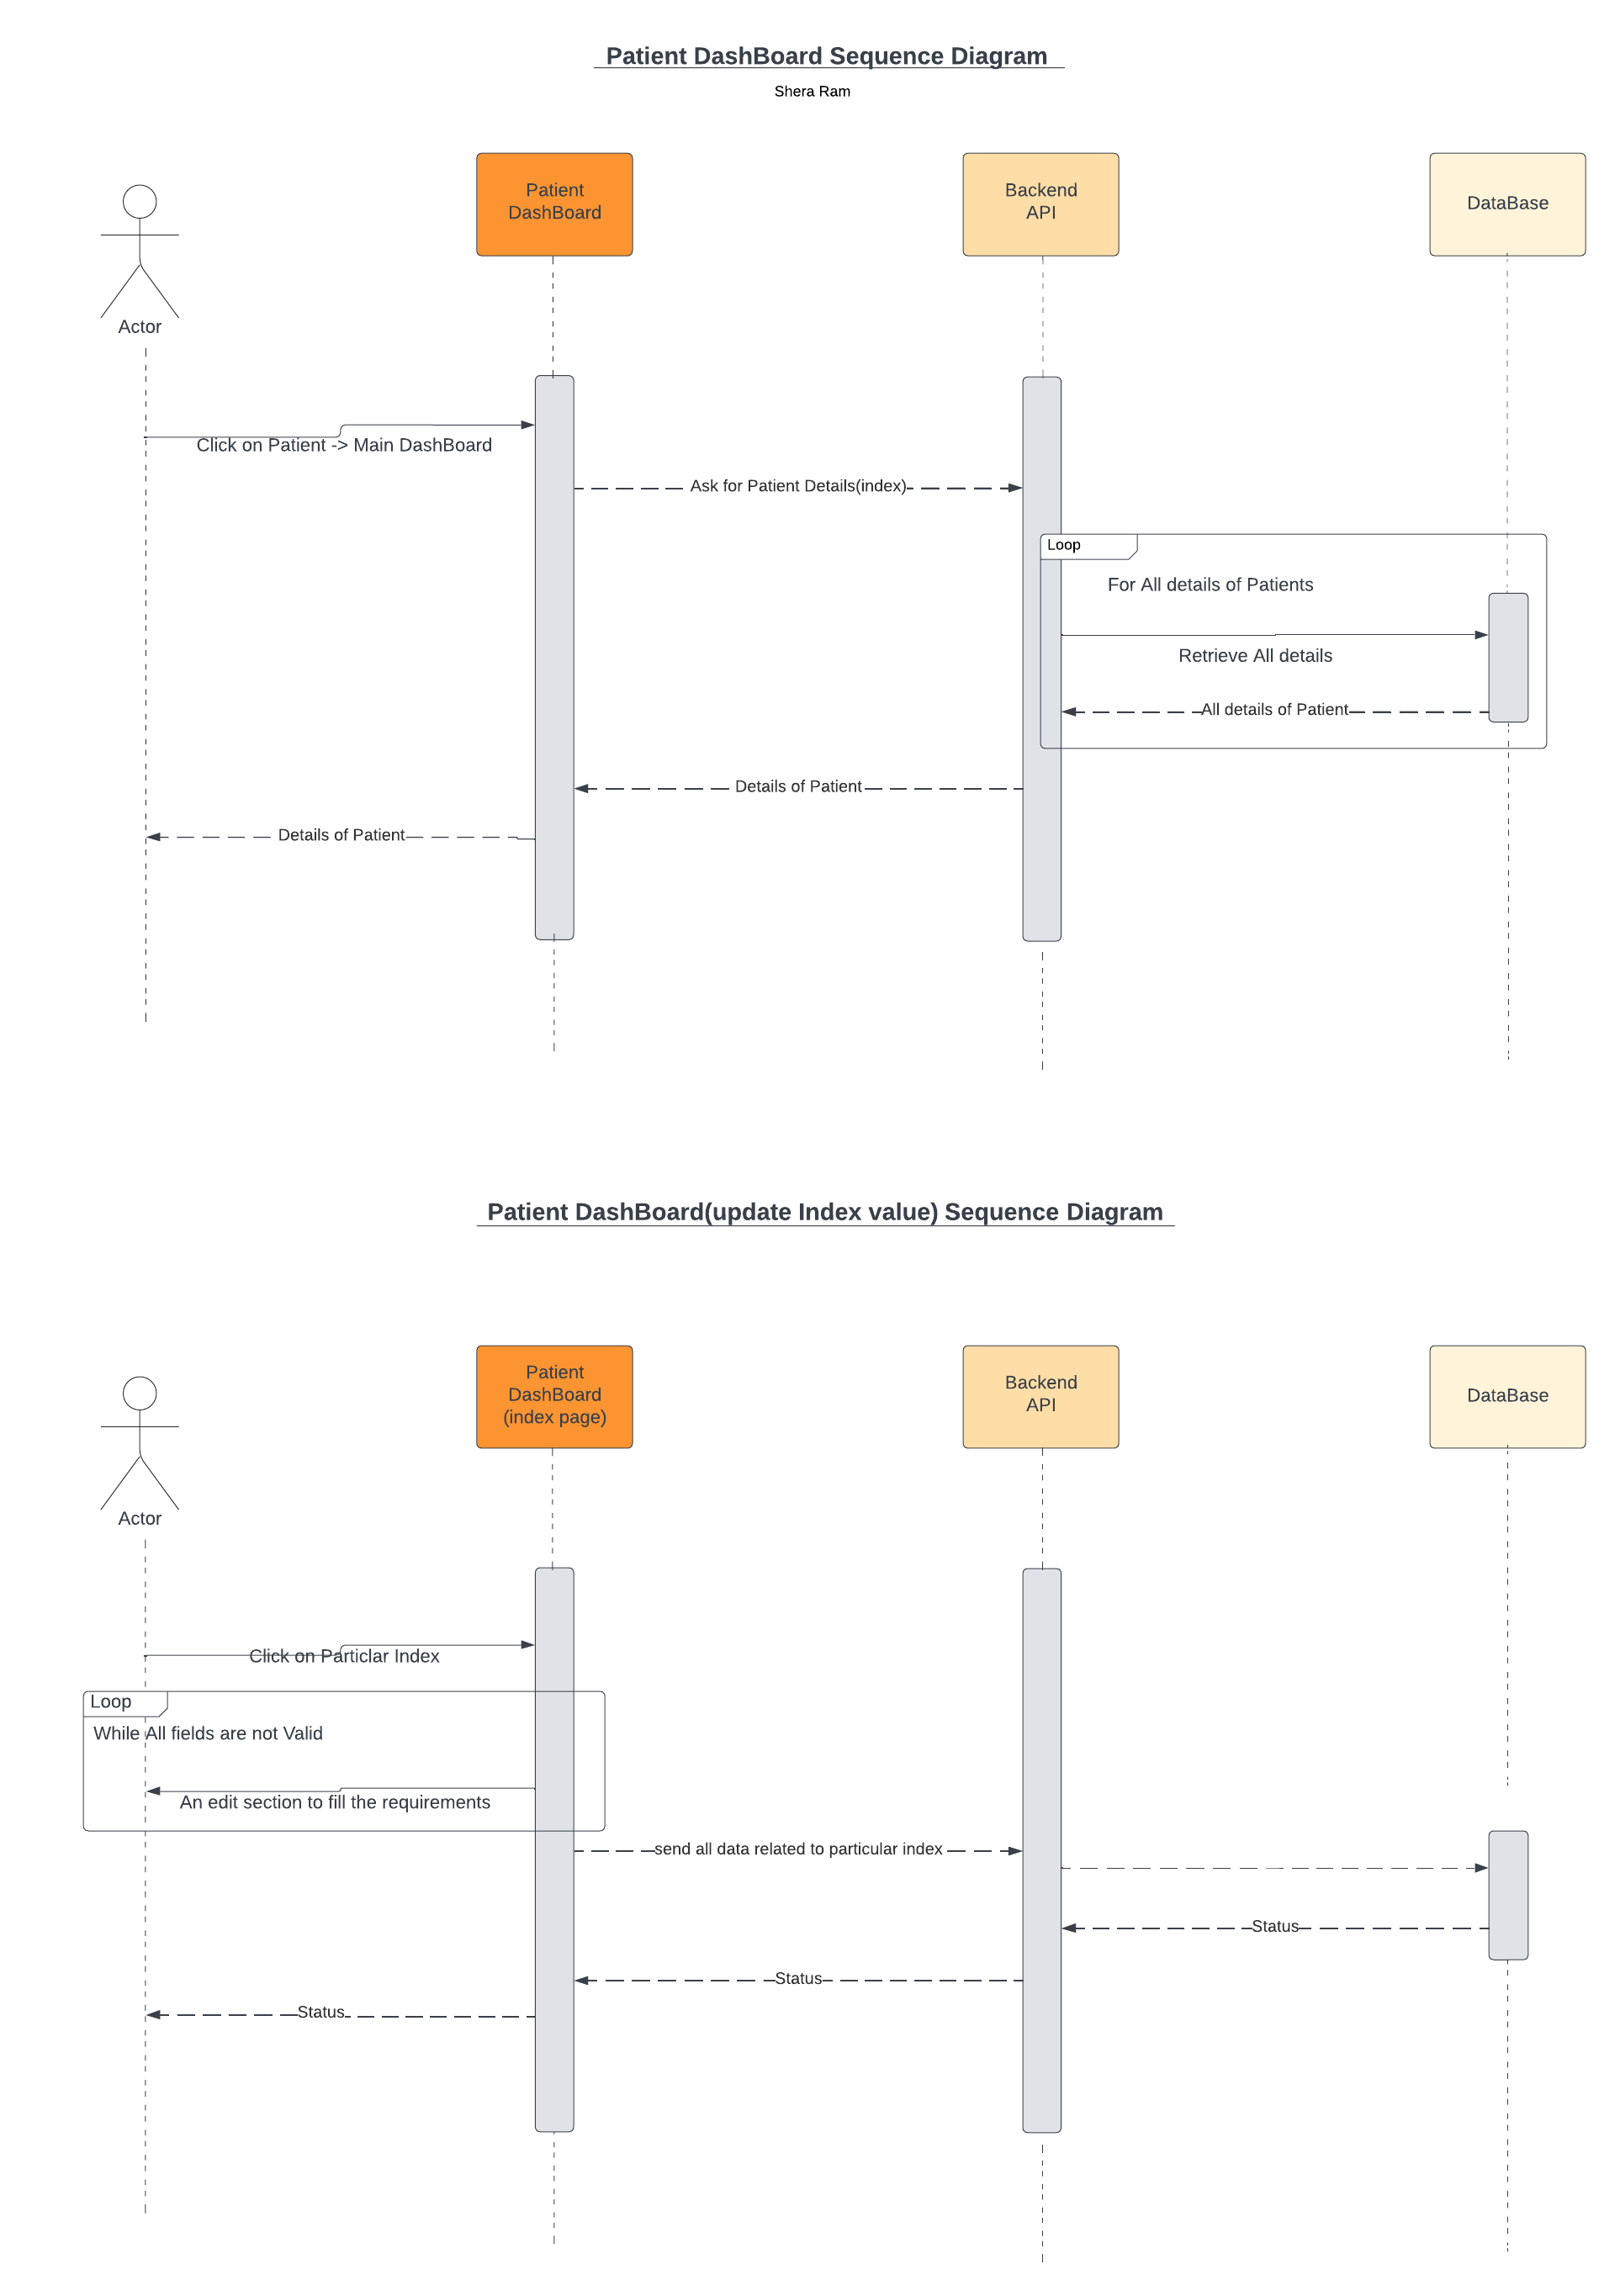 Patient DashBoard Sequence Diagram
Shera Ram
Patient
DashBoard
Backend
API
DataBase
Actor
Click on Patient -> Main DashBoard
Ask for Patient Details(index)
Loop
For All details of Patients
Retrieve All details
All details of Patient
Details of Patient
Details of Patient
Patient DashBoard(update Index value) Sequence Diagram
Patient
DashBoard
(index page)
Backend
API
DataBase
Actor
Click on Particlar Index
Loop
While All fields are not Valid
An edit section to fill the requirements
send all data related to particular index
Status
Status
Status